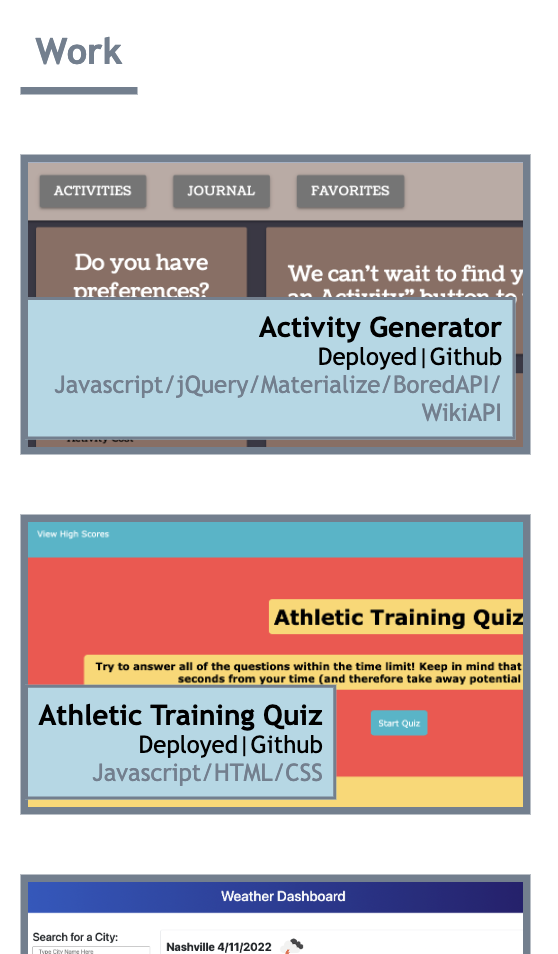 Work
ACTIVITIES JOURNAL FAVORITES
Do you have
preferences?
We can't wait to find y
an Activity" button to
Activity Generator
Deployed|Github
Javascript/jQuery/Materialize/BoredAPI/
WikiAPI
View High Scores
Athletic Training Quiz
Try to answer all of the questions within the time limit! Keep in mind that
seconds from your time (and therefore take away potential
Start Quiz
Athletic Training Quiz
Deployed|Github
Javascript/HTML/CSS
Weather Dashboard
Search for a City:
Type City Name Here
Nashville 4/11/2022